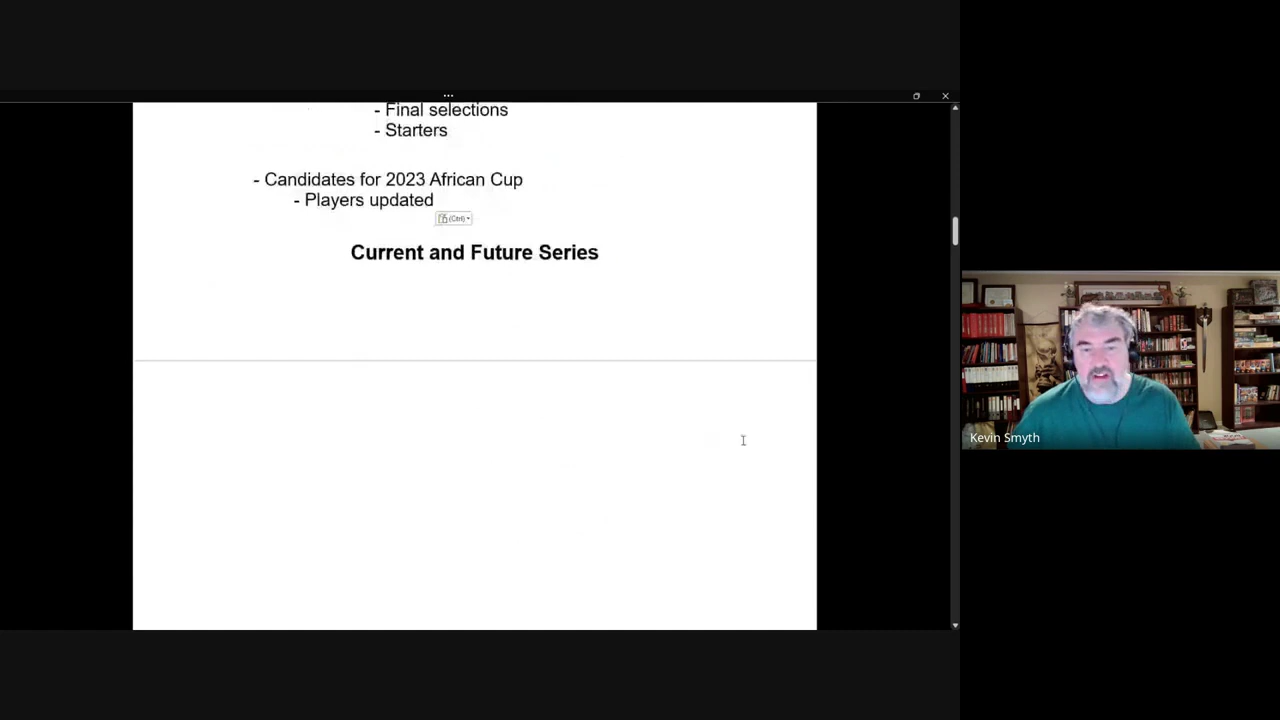 - Final selections
- Starters
- Candidates for 2023 African Cup
- Players updated
(Ctrl)
Current and Future Series
Kevin Smyth